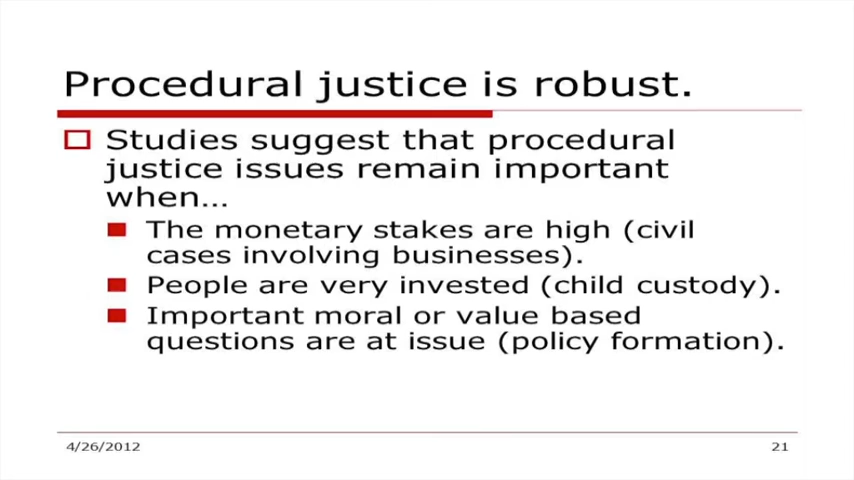 Procedural justice is robust.
Studies suggest that procedural
justice issues remain important
when...
The monetary stakes are high (civil
cases involving businesses).
People are very invested (child custody).
Important moral or value based
questions are at issue (policy formation).
4/26/2012
21